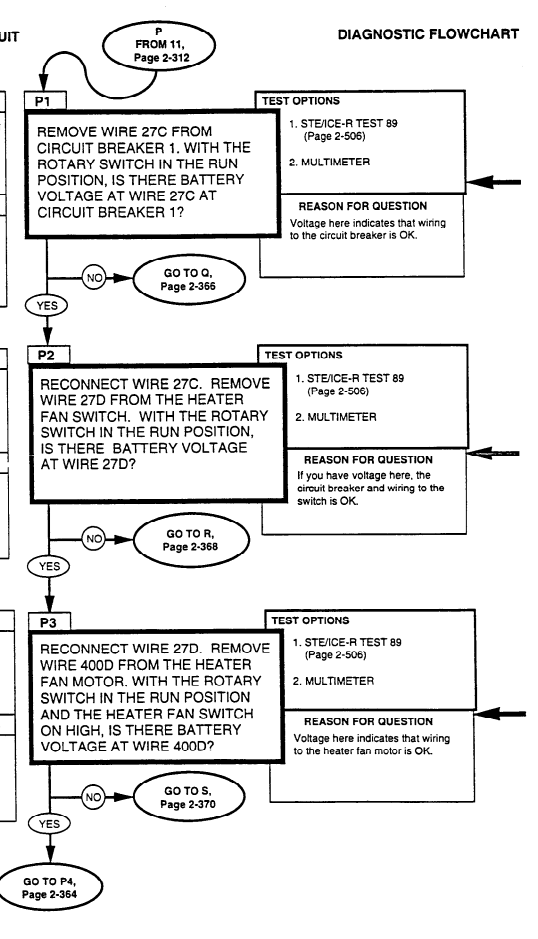 UIT
DIAGNOSTIC FLOWCHART
P
FROM 11,
Page 2-312
P1
REMOVE WIRE 27C FROM
CIRCUIT BREAKER 1. WITH THE
ROTARY SWITCH IN THE RUN
POSITION, IS THERE BATTERY
VOLTAGE AT WIRE 27C AT
CIRCUIT BREAKER 1?
TEST OPTIONS
1. STE/ICE-R TEST 89
(Page 2-506)
2. MULTIMETER
REASON FOR QUESTION
Voltage here indicates that wiring
to the circuit breaker is OK.
NO
GO TO Q,
Page 2-366
YES
P2
RECONNECT WIRE 27C. REMOVE
WIRE 27D FROM THE HEATER
FAN SWITCH. WITH THE ROTARY
SWITCH IN THE RUN POSITION,
IS THERE BATTERY VOLTAGE
AT WIRE 27D?
TEST OPTIONS
1. STE/ICE-R TEST 89
(Page 2-506)
2. MULTIMETER
REASON FOR QUESTION
If you have voltage here, the
circuit breaker and wiring to the
switch is OK.
NO
GO TO R,
Page 2-368
YES
P3
RECONNECT WIRE 27D. REMOVE
WIRE 400D FROM THE HEATER
FAN MOTOR. WITH THE ROTARY
SWITCH IN THE RUN POSITION
AND THE HEATER FAN SWITCH
ON HIGH, IS THERE BATTERY
VOLTAGE AT WIRE 400D?
TEST OPTIONS
1. STE/ICE-R TEST 89
(Page 2-506)
2. MULTIMETER
REASON FOR QUESTION
Voltage here indicates that wiring
to the heater fan motor is OK.
NO
GO TO S,
Page 2-370
YES
GO TO P4,
Page 2-364